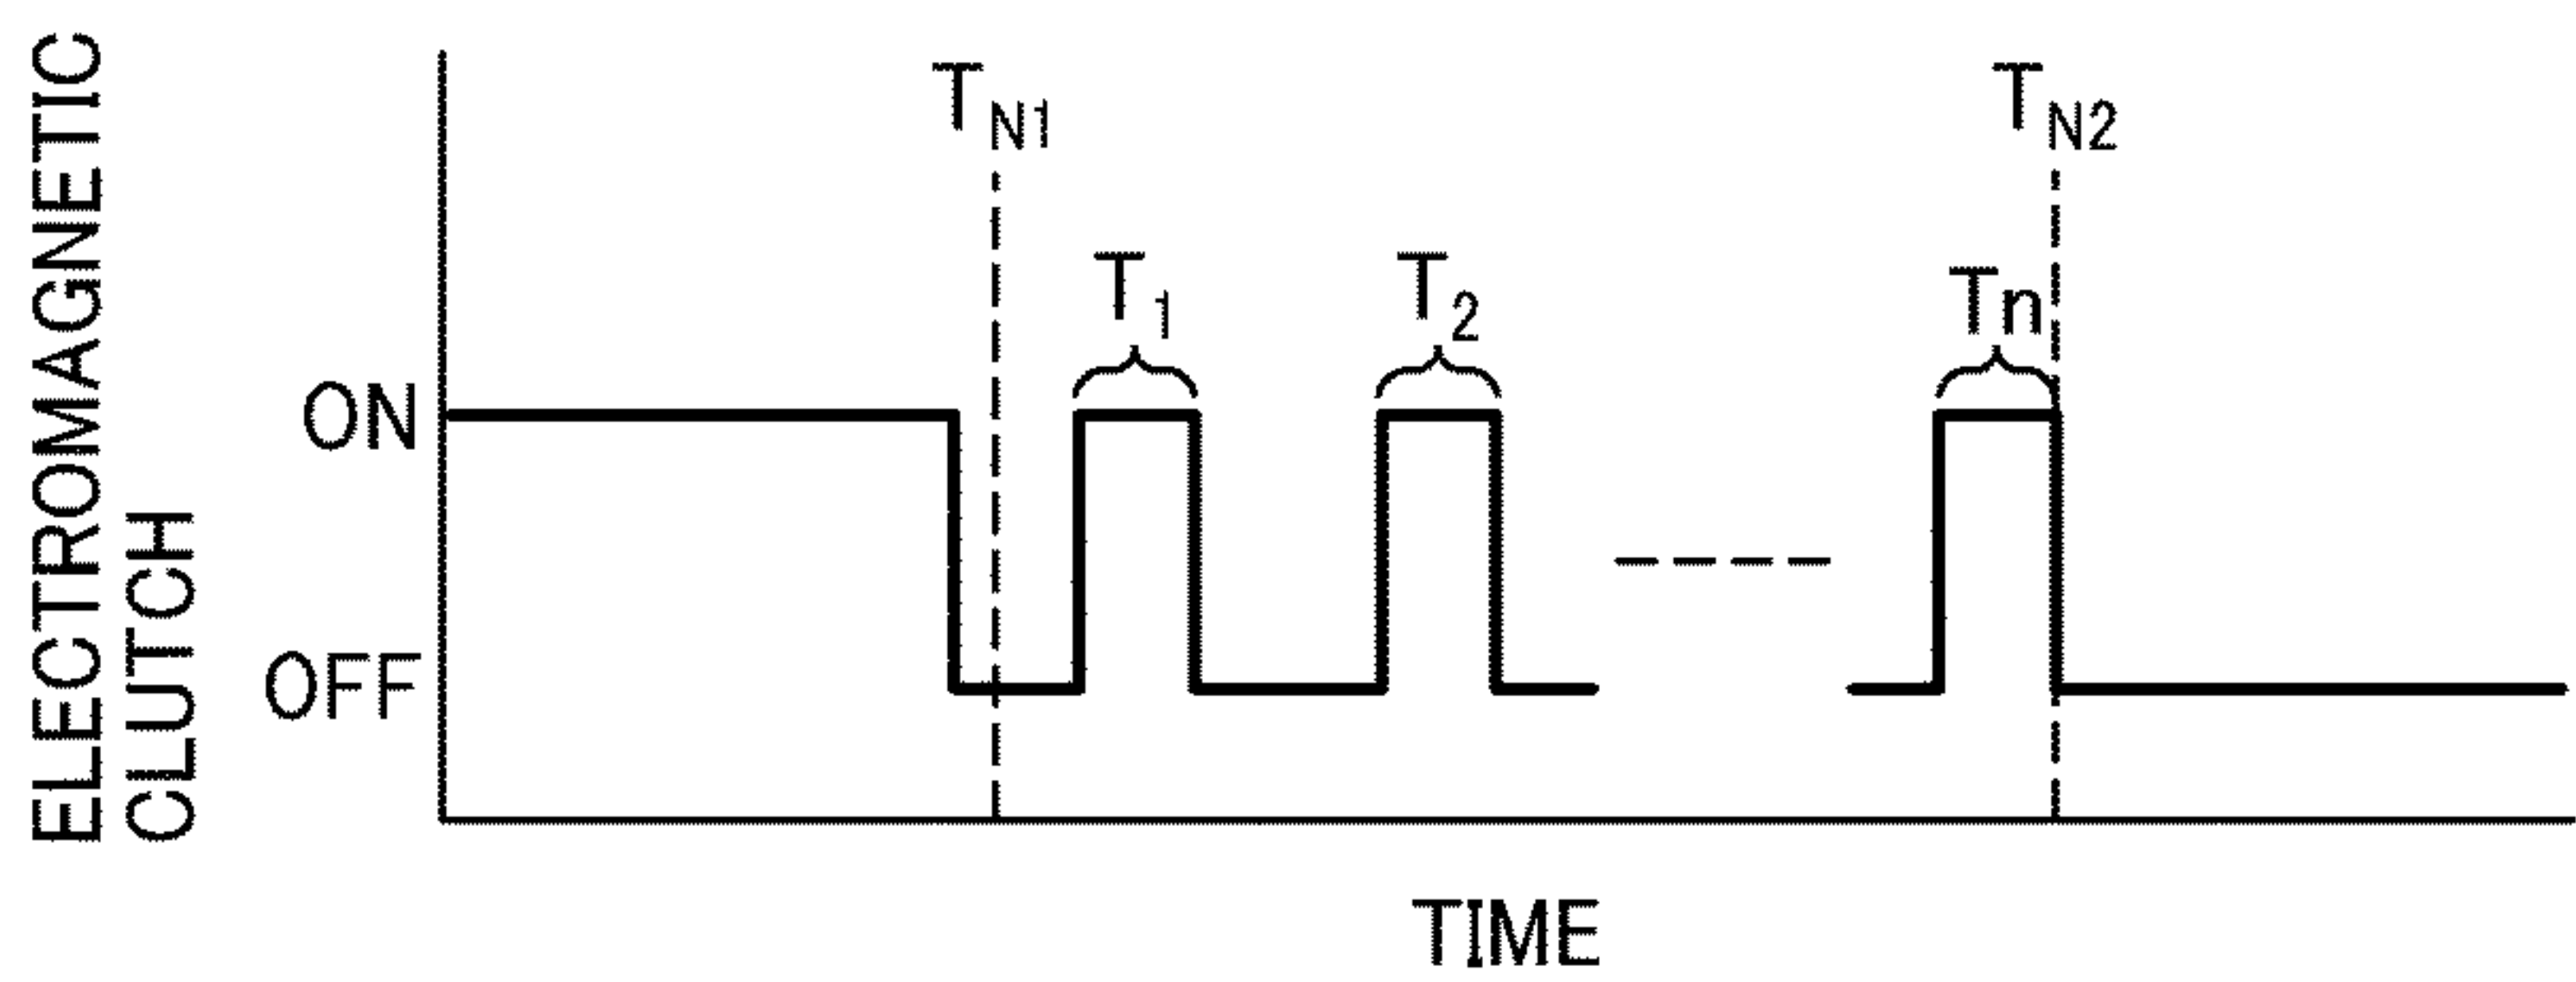 ELECTROMAGNETIC
CLUTCH
ON
OFF
T_N1
T_N2
T_1
T_2
Tn
TIME